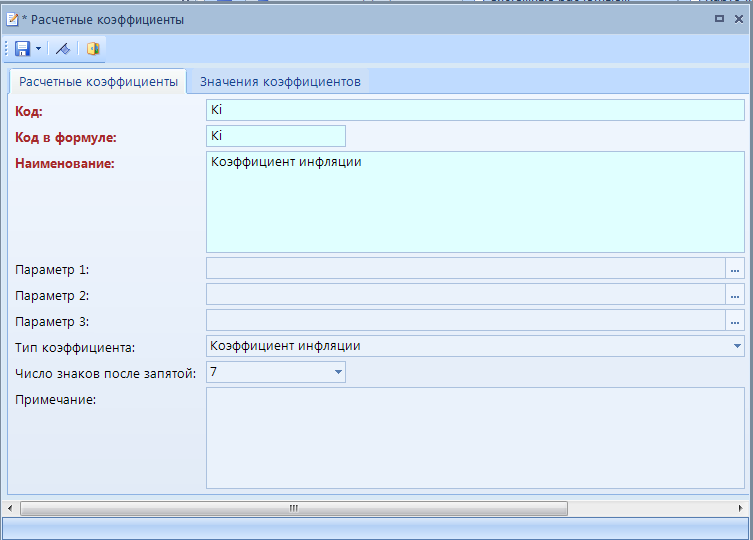 * Расчетные коэффициенты
Расчетные коэффициенты Значения коэффициентов
Код: Ki
Код в формуле: Ki
Наименование: Коэффициент инфляции
Параметр 1: ...
Параметр 2: ...
Параметр 3: ...
Тип коэффициента: Коэффициент инфляции
Число знаков после запятой: 7
Примечание: